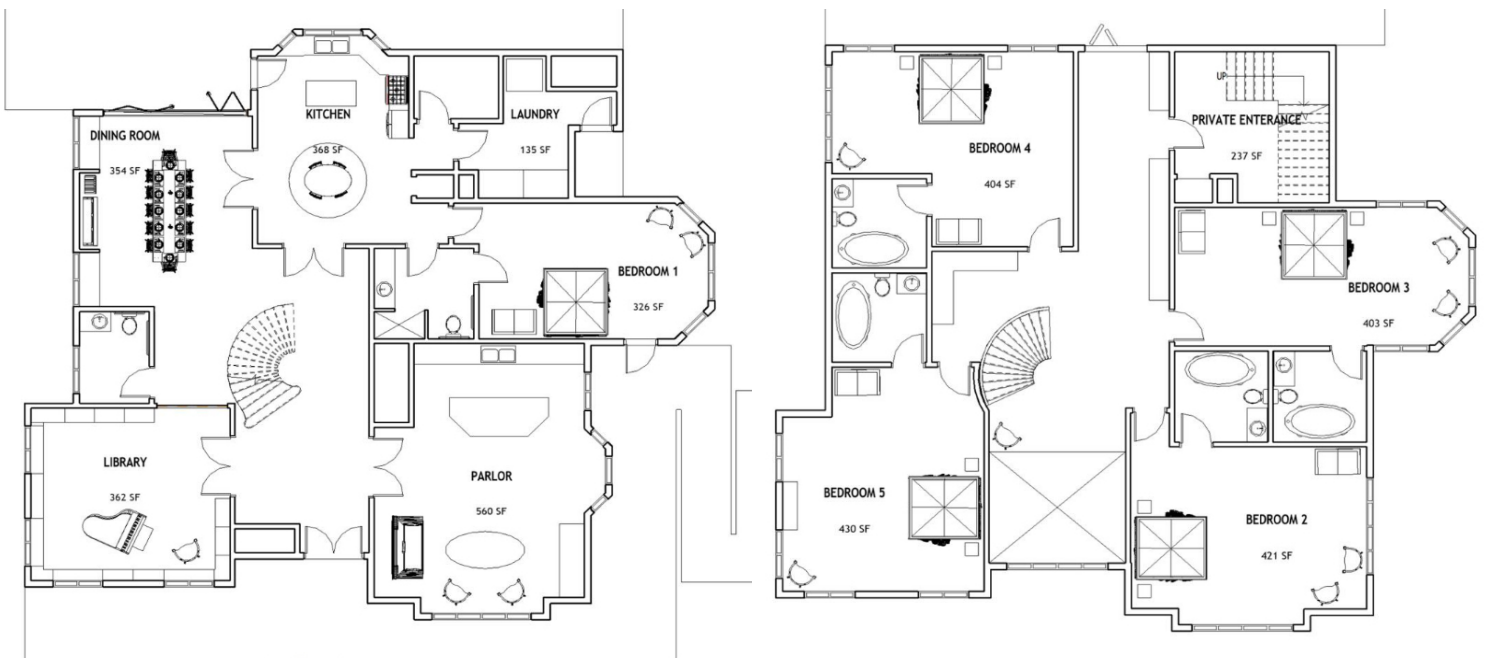 KITCHEN
368 SF
LAUNDRY
135 SF
DINING ROOM
354 SF
BEDROOM 1
326 SF
LIBRARY
362 SF
PARLOR
560 SF
BEDROOM 4
404 SF
UP
PRIVATE ENTERANCE
237 SF
BEDROOM 3
403 SF
BEDROOM 5
430 SF
BEDROOM 2
421 SF